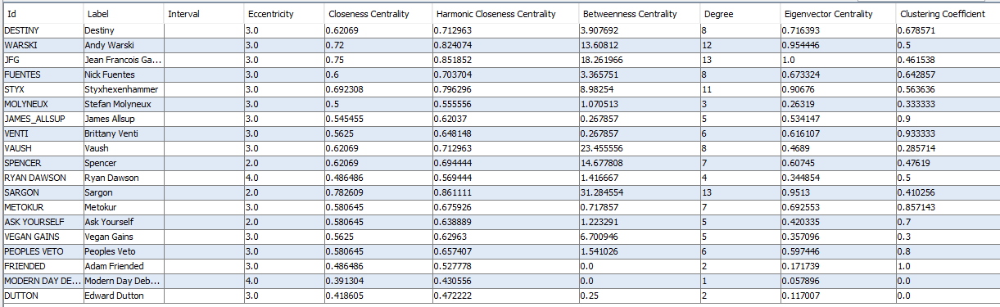 Id Label Interval Eccentricity Closeness Centrality Harmonic Closeness Centrality Betweenness Centrality Degree Eigenvector Centrality Clustering Coefficient
DESTINY Destiny 3.0 0.62069 0.712963 3.907692 8 0.716393 0.678571
WARSKI Andy Warski 3.0 0.72 0.824074 13.60812 12 0.954446 0.5
JFG Jean Francois Ga... 3.0 0.75 0.851852 18.261966 13 1.0 0.461538
FUENTES Nick Fuentes 3.0 0.6 0.703704 3.365751 8 0.673324 0.642857
STYX Styxhexenhammer 3.0 0.692308 0.796296 8.98254 11 0.90676 0.563636
MOLYNEUX Stefan Molyneux 3.0 0.5 0.555556 1.070513 3 0.26319 0.333333
JAMES_ALLSUP James Allsup 3.0 0.545455 0.62037 0.267857 5 0.534147 0.9
VENTI Brittany Venti 3.0 0.5625 0.648148 0.267857 6 0.616107 0.933333
VAUSH Vaush 3.0 0.62069 0.712963 23.455556 8 0.4689 0.285714
SPENCER Spencer 2.0 0.62069 0.694444 14.677808 7 0.60745 0.47619
RYAN DAWSON Ryan Dawson 4.0 0.486486 0.569444 1.416667 4 0.344854 0.5
SARGON Sargon 2.0 0.782609 0.861111 31.284554 13 0.9513 0.410256
METOKUR Metokur 3.0 0.580645 0.675926 0.717857 7 0.692553 0.857143
ASK YOURSELF Ask Yourself 2.0 0.580645 0.638889 1.223291 5 0.420335 0.7
VEGAN GAINS Vegan Gains 3.0 0.5625 0.62963 6.700946 5 0.357096 0.3
PEOPLES VETO Peoples Veto 3.0 0.580645 0.657407 1.541026 6 0.597446 0.8
FRIENDED Adam Friended 3.0 0.486486 0.527778 0.0 2 0.171739 1.0
MODERN DAY DE... Modern Day Deb... 4.0 0.391304 0.430556 0.0 1 0.057896 0.0
DUTTON Edward Dutton 3.0 0.418605 0.472222 0.25 2 0.117007 0.0